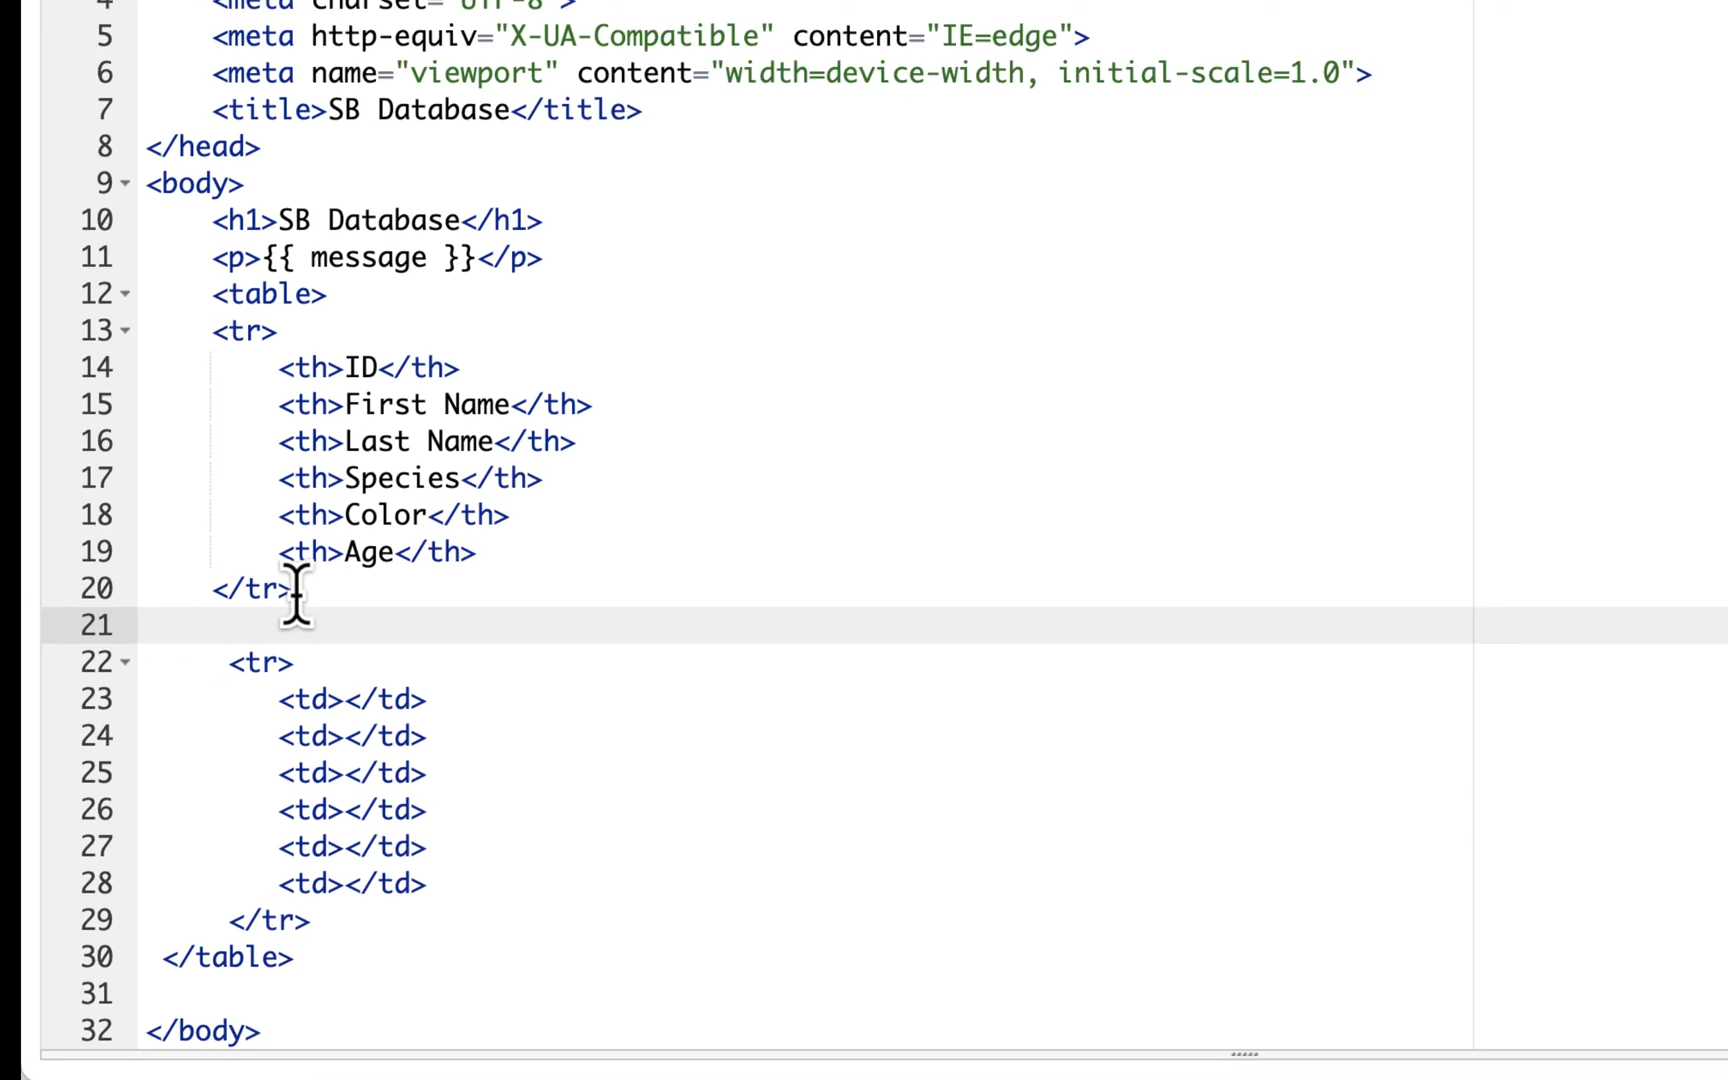 4 <meta charset="UTF-8">
5 <meta http-equiv="X-UA-Compatible" content="IE=edge">
6 <meta name="viewport" content="width=device-width, initial-scale=1.0">
7 <title>SB Database</title>
8 </head>
9 <body>
10 <h1>SB Database</h1>
11 <p>{{ message }}</p>
12 <table>
13 <tr>
14 <th>ID</th>
15 <th>First Name</th>
16 <th>Last Name</th>
17 <th>Species</th>
18 <th>Color</th>
19 <th>Age</th>
20 </tr>
21
22 <tr>
23 <td></td>
24 <td></td>
25 <td></td>
26 <td></td>
27 <td></td>
28 <td></td>
29 </tr>
30 </table>
31
32 </body>